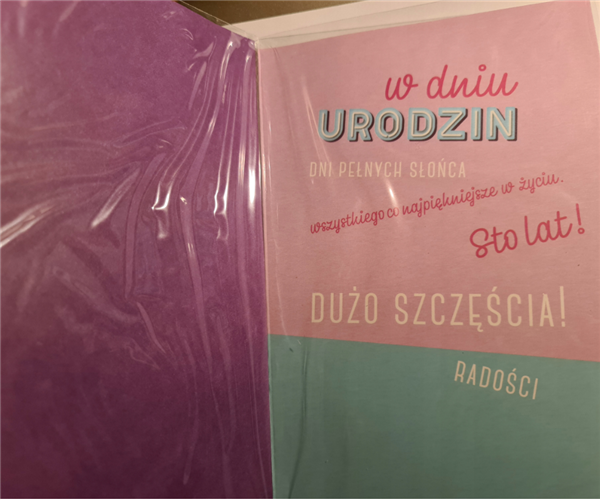 w dniu
URODZIN
DNI PEŁNYCH SŁOŃCA
wszystkiego co najpiękniejsze w życiu.
Sto lat!
DUŻO SZCZĘŚCIA!
RADOŚCI